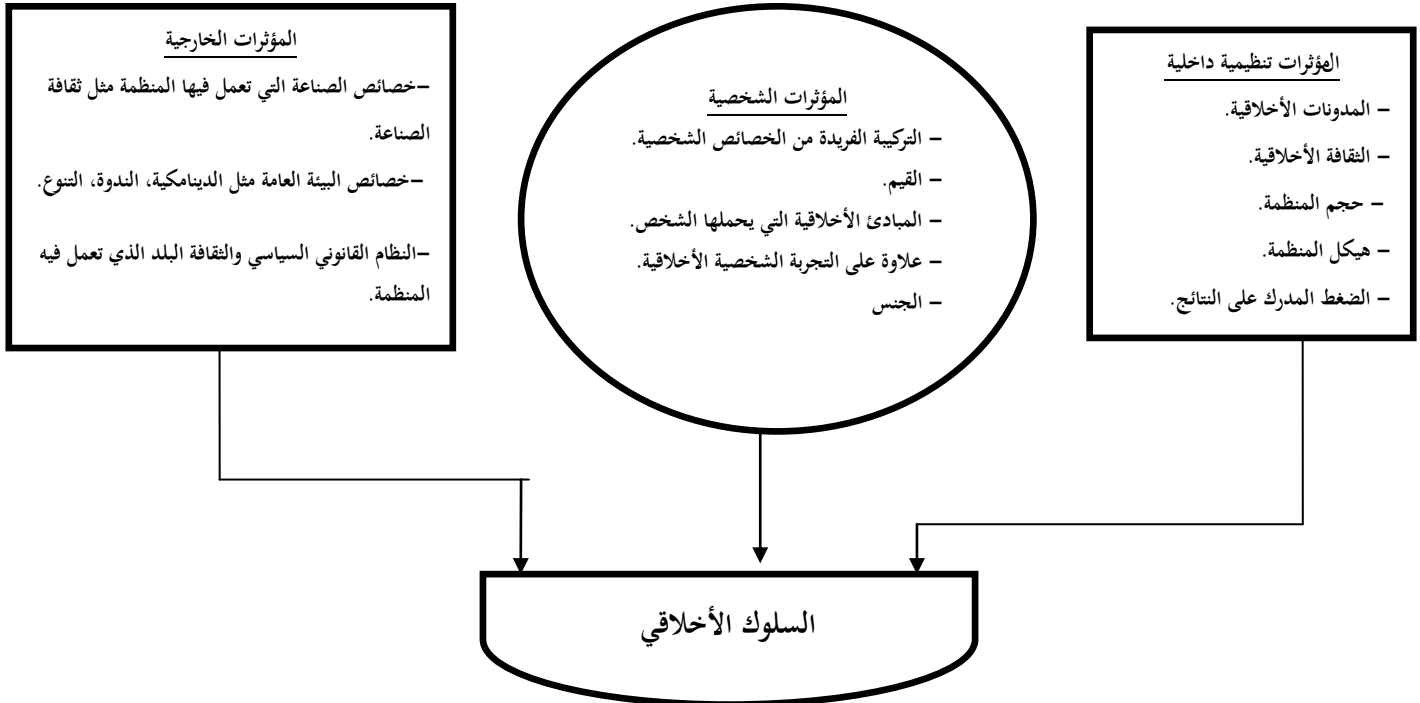 المؤثرات تنظيمية داخلية
– المدونات الأخلاقية.
– الثقافة الأخلاقية.
– حجم المنظمة.
– هيكل المنظمة.
– الضغط المدرك على النتائج.
المؤثرات الشخصية
– التركيبة الفريدة من الخصائص الشخصية.
– القيم.
– المبادئ الأخلاقية التي يحملها الشخص.
– علاوة على التجربة الشخصية الأخلاقية.
– الجنس
المؤثرات الخارجية
–خصائص الصناعة التي تعمل فيها المنظمة مثل ثقافة
الصناعة.
–خصائص البيئة العامة مثل الدينامكية، الندوة، التنوع.
–النظام القانوني السياسي والثقافة البلد الذي تعمل فيه
المنظمة.
السلوك الأخلاقي